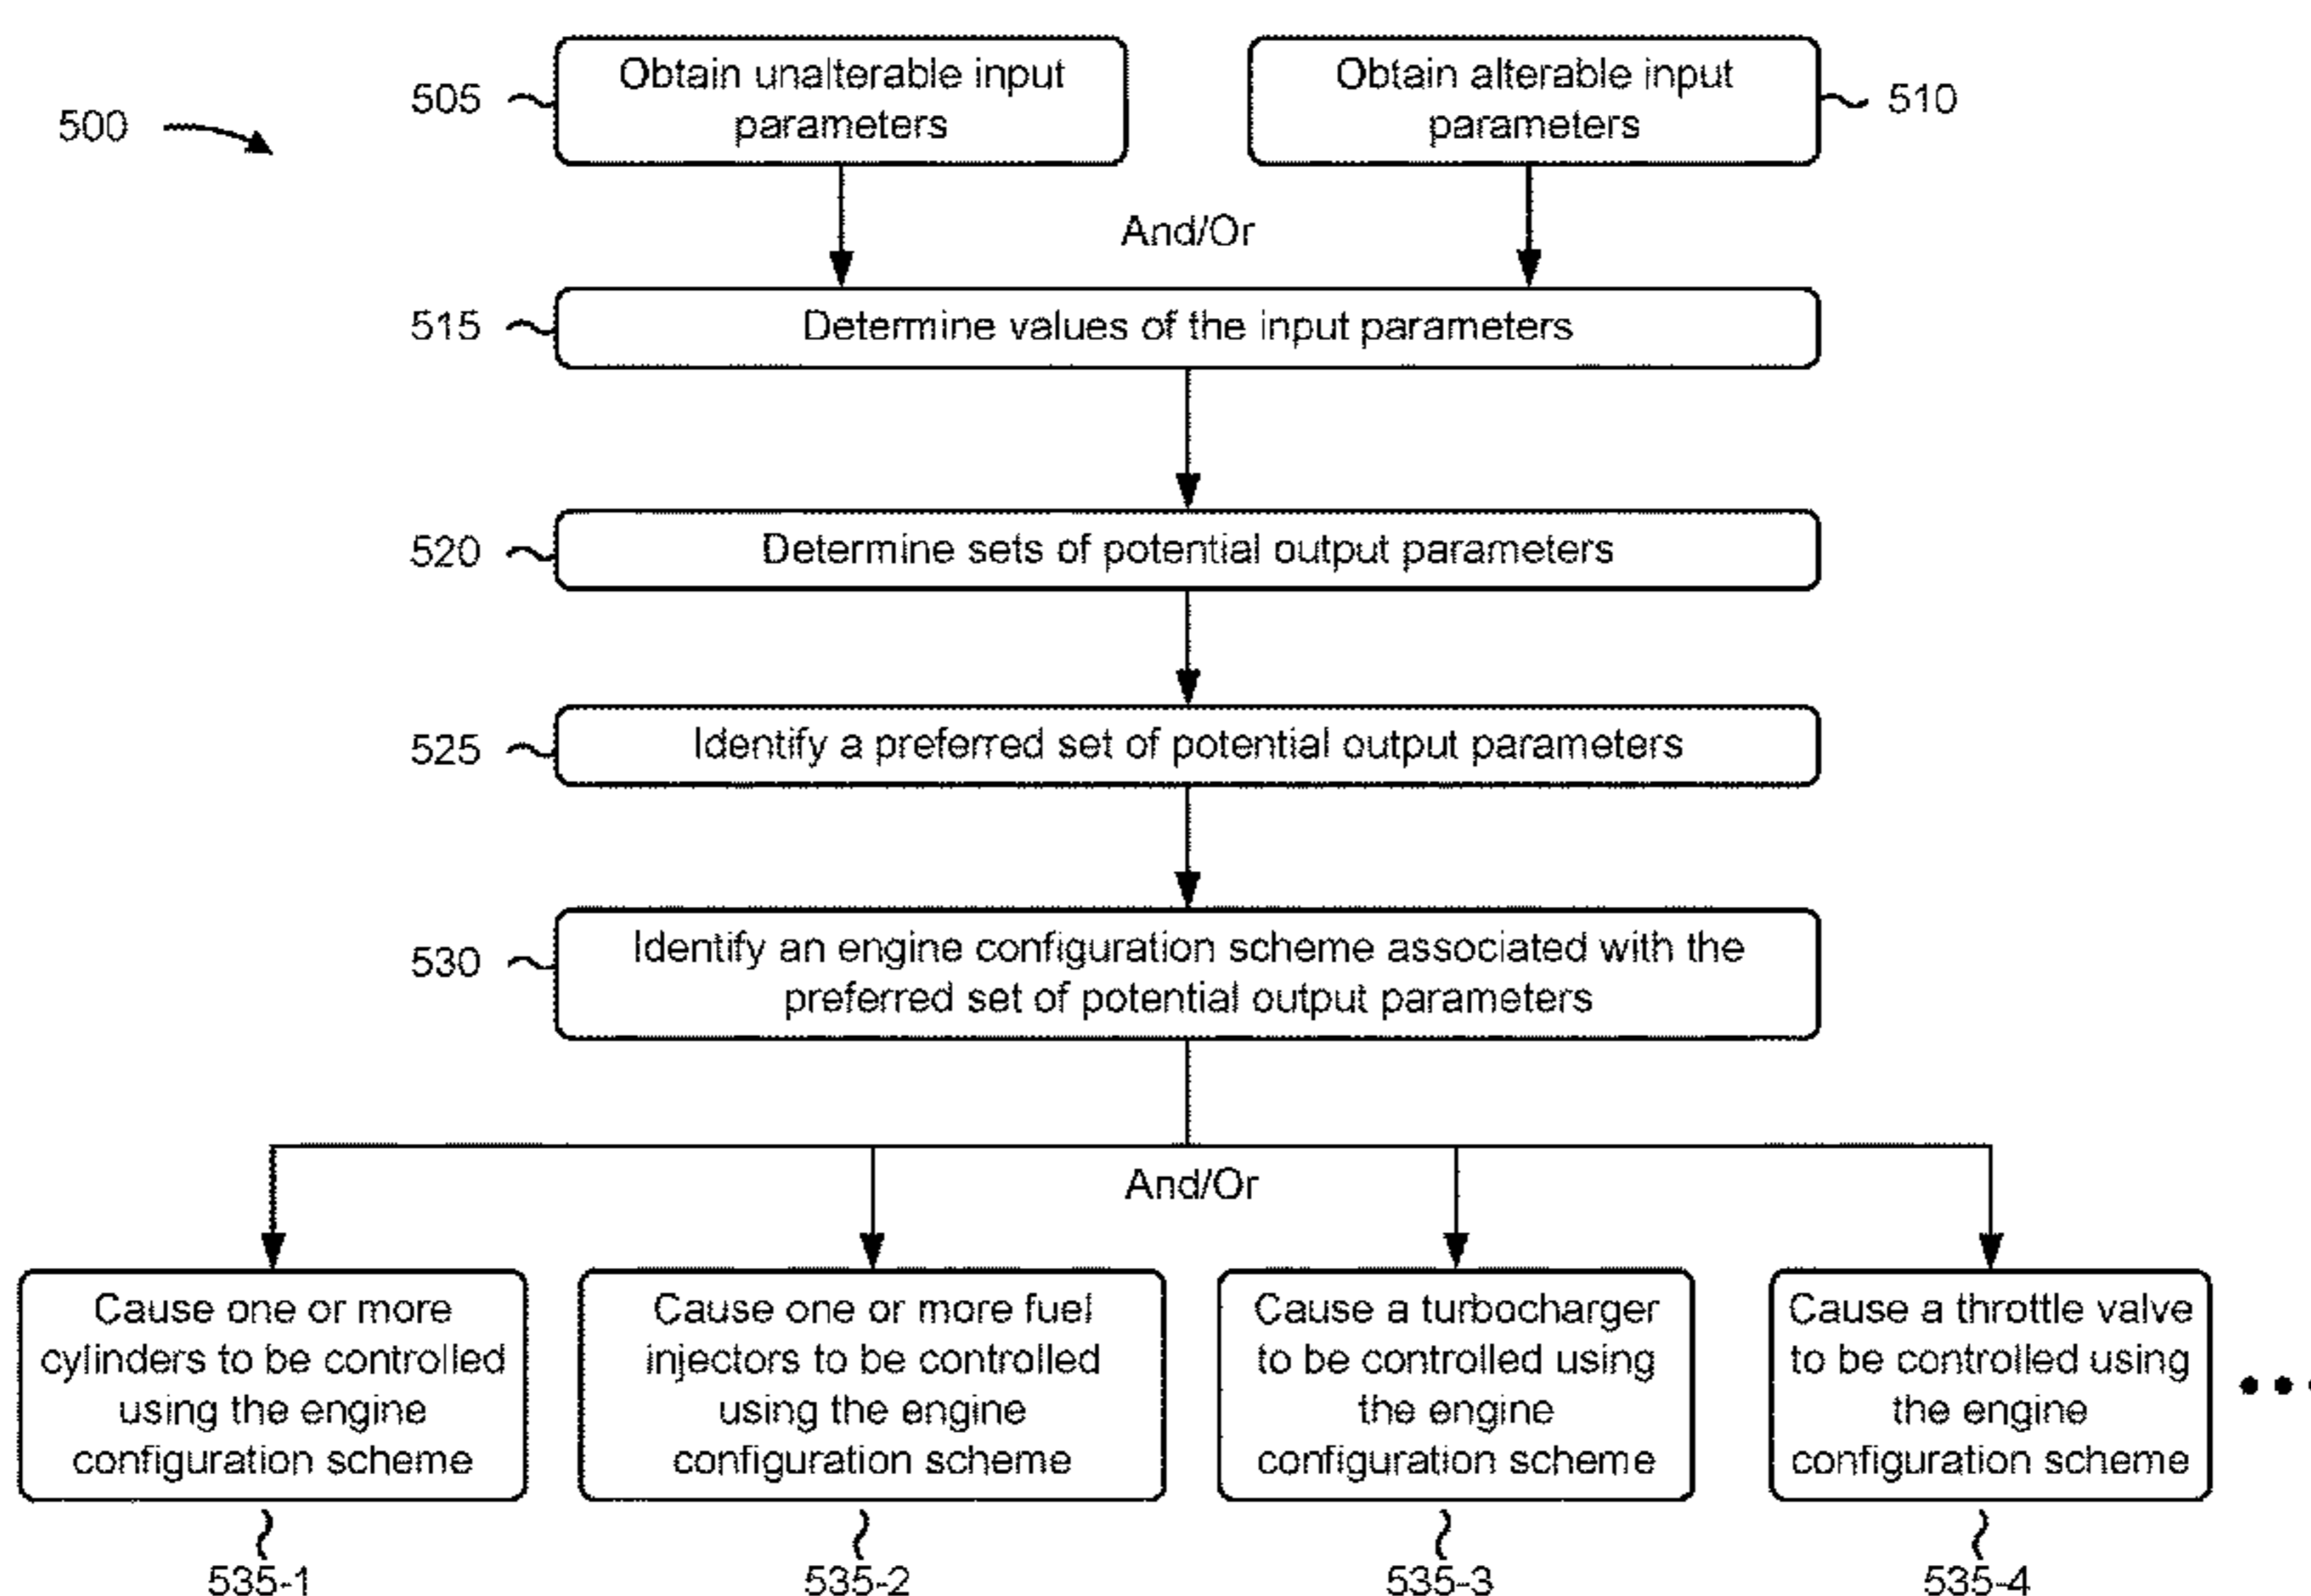 500
505
Obtain unalterable input
parameters
Obtain alterable input
parameters
510
And/Or
515
Determine values of the input parameters
520
Determine sets of potential output parameters
525
Identify a preferred set of potential output parameters
530
Identify an engine configuration scheme associated with the
preferred set of potential output parameters
And/Or
Cause one or more
cylinders to be controlled
using the engine
configuration scheme
Cause one or more fuel
injectors to be controlled
using the engine
configuration scheme
Cause a turbocharger
to be controlled using
the engine
configuration scheme
Cause a throttle valve
to be controlled using
the engine
configuration scheme
535-1
535-2
535-3
535-4